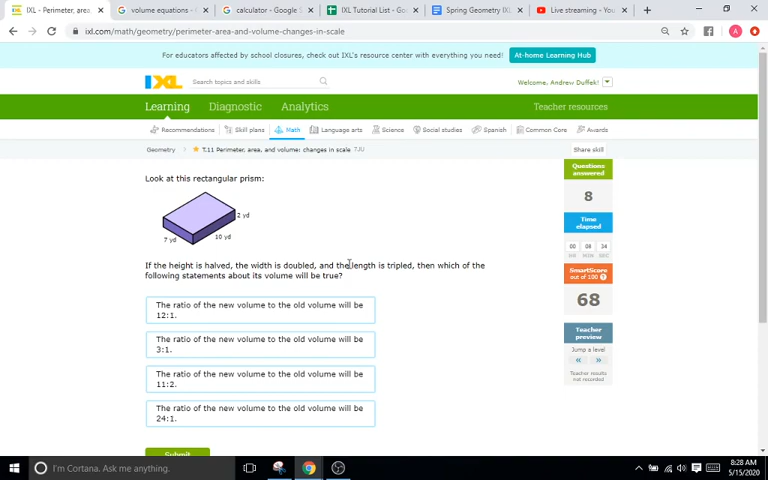 IXL - Perimeter, area, and
volume equations -
calculator - Google S
IXL Tutorial List - Goo
Spring Geometry IXL
Live streaming - You
ixl.com/math/geometry/perimeter-area-and-volume-changes-in-scale
For educators affected by school closures, check out IXL's resource center with everything you need!
At-home Learning Hub
IXL
Search topics and skills
Welcome, Andrew Duffek!
Learning
Diagnostic
Analytics
Teacher resources
Recommendations
Skill plans
Math
Language arts
Science
Social studies
Spanish
Common Core
Awards
Geometry
T.11 Perimeter, area, and volume: changes in scale 7JU
Share skill
Look at this rectangular prism:
2 yd
7 yd
10 yd
If the height is halved, the width is doubled, and the length is tripled, then which of the
following statements about its volume will be true?
The ratio of the new volume to the old volume will be
12:1.
The ratio of the new volume to the old volume will be
3:1.
The ratio of the new volume to the old volume will be
11:2.
The ratio of the new volume to the old volume will be
24:1.
Submit
Questions
answered
8
Time
elapsed
00 08 34
HR MIN SEC
SmartScore
out of 100
68
Teacher
preview
Jump a level
Teacher results
not recorded
I'm Cortana. Ask me anything.
8:28 AM
5/15/2020